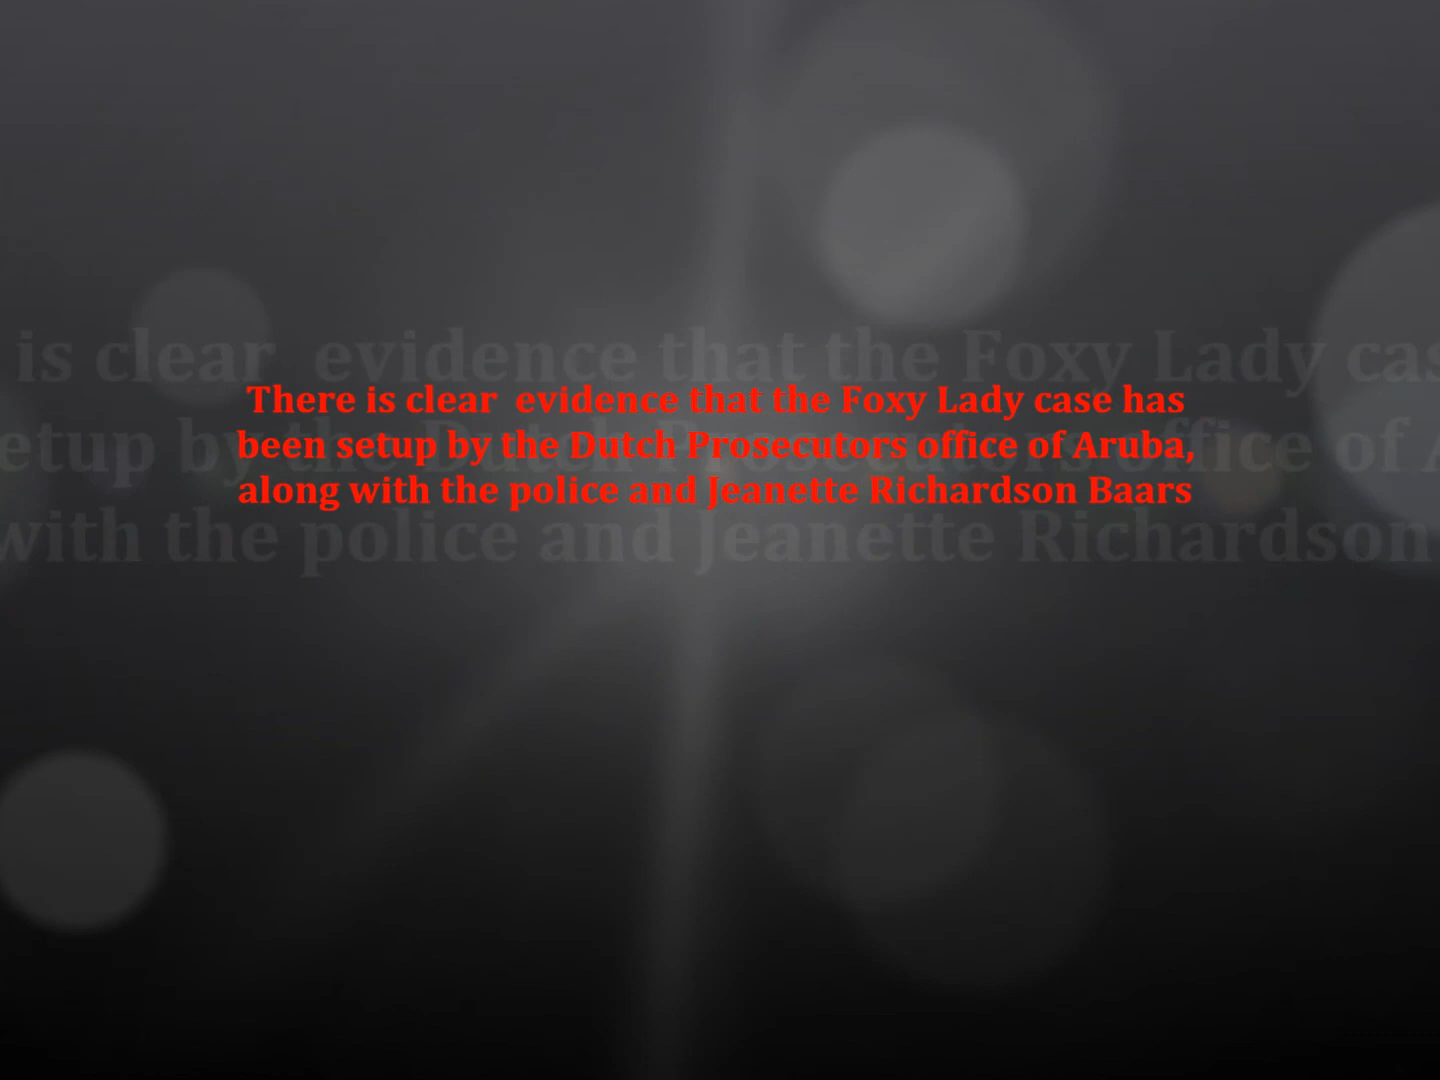 There is clear  evidence that the Foxy Lady case has
been setup by the Dutch Prosecutors office of Aruba,
along with the police and Jeanette Richardson Baars